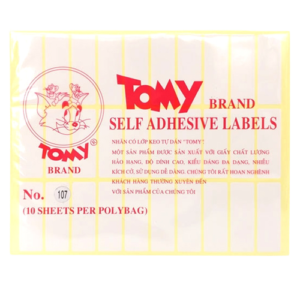 TOMY BRAND
SELF ADHESIVE LABELS
NHÃN CÓ LỚP KEO TỰ DÁN "TOMY"
MỘT SẢN PHẨM ĐƯỢC SẢN XUẤT VỚI GIẤY CHẤT LƯỢNG
HẢO HẠNG, ĐỘ DÍNH CAO, KIỂU DÁNG ĐA DẠNG, NHIỀU
KÍCH CỠ, SỬ DỤNG DỄ DÀNG. CHÚNG TÔI RẤT HOAN NGHÊNH
KHÁCH HÀNG THƯỜNG XUYÊN ĐẾN
VỚI SẢN PHẨM CỦA CHÚNG TÔI
TOMY ®
BRAND
No. 107
(10 SHEETS PER POLYBAG)